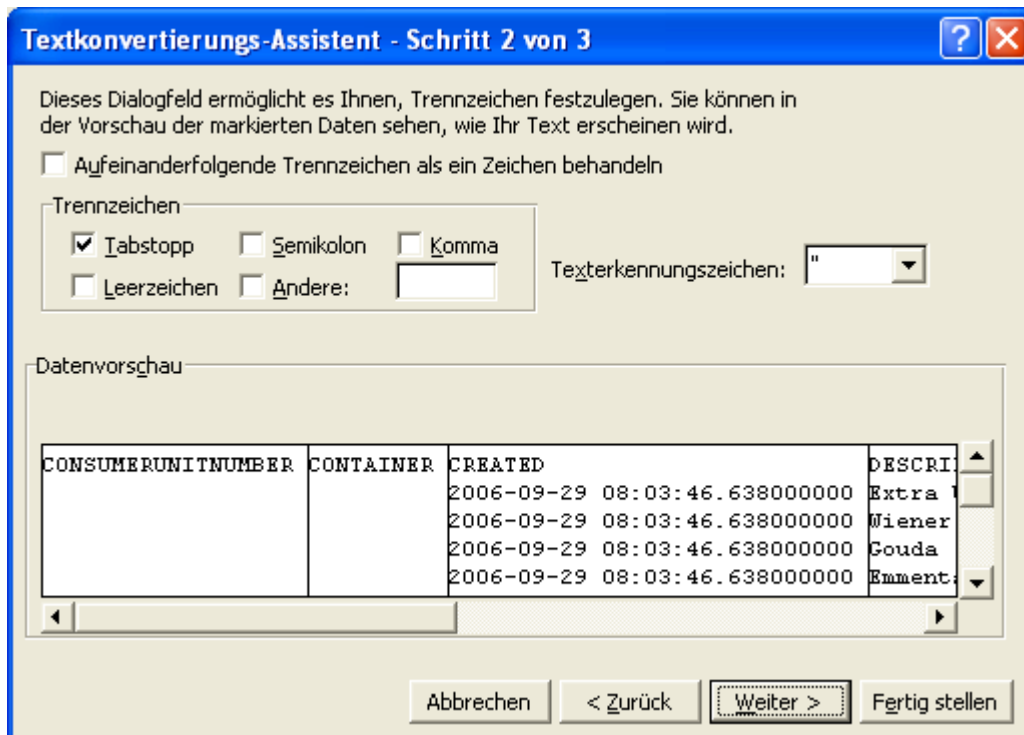 Textkonvertierungs-Assistent - Schritt 2 von 3
Dieses Dialogfeld ermöglicht es Ihnen, Trennzeichen festzulegen. Sie können in
der Vorschau der markierten Daten sehen, wie Ihr Text erscheinen wird.
Aufeinanderfolgende Trennzeichen als ein Zeichen behandeln
Trennzeichen
Tabstopp Semikolon Komma
Leerzeichen Andere:
Texterkennungszeichen: "
Datenvorschau
CONSUMERUNITNUMBER CONTAINER CREATED DESCRI
2006-09-29 08:03:46.638000000 Extra
2006-09-29 08:03:46.638000000 Wiener
2006-09-29 08:03:46.638000000 Gouda
2006-09-29 08:03:46.638000000 Emmenta
Abbrechen < Zurück Weiter > Fertig stellen